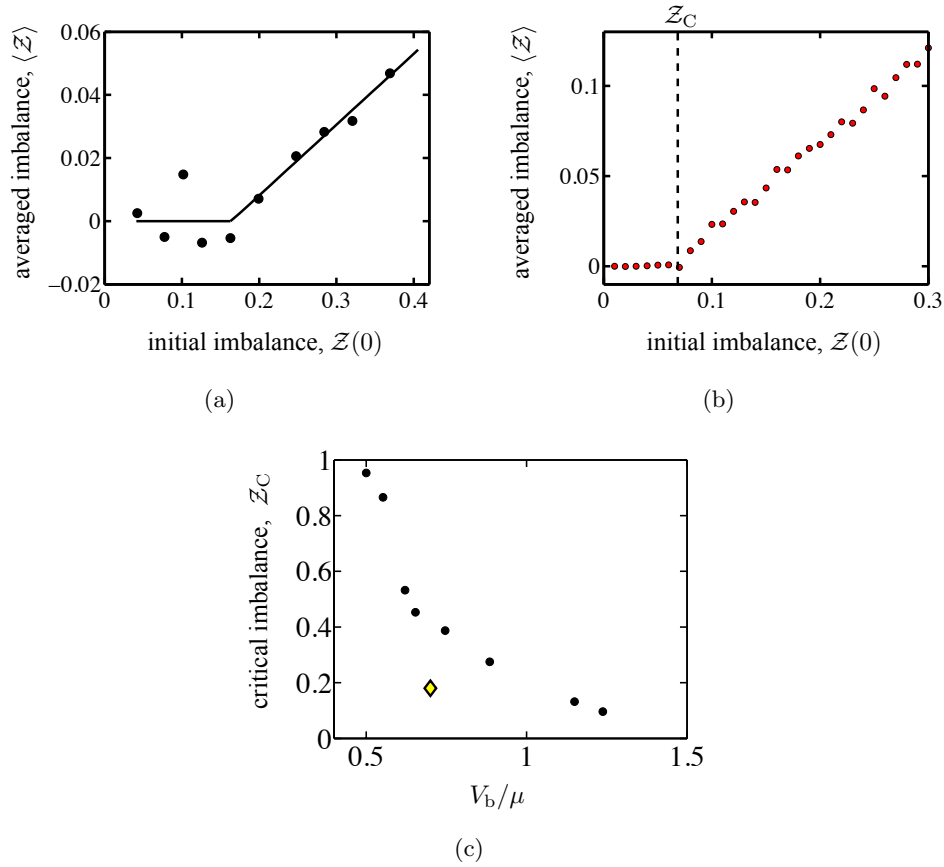 averaged imbalance, ⟨𝒵⟩
0.06
0.04
0.02
0
−0.02
0 0.1 0.2 0.3 0.4
initial imbalance, 𝒵(0)
(a)
𝒵C
averaged imbalance, ⟨𝒵⟩
0.1
0.05
0
0 0.1 0.2 0.3
initial imbalance, 𝒵(0)
(b)
critical imbalance, 𝒵C
1
0.8
0.6
0.4
0.2
0
0.5 1 1.5
Vb/μ
(c)